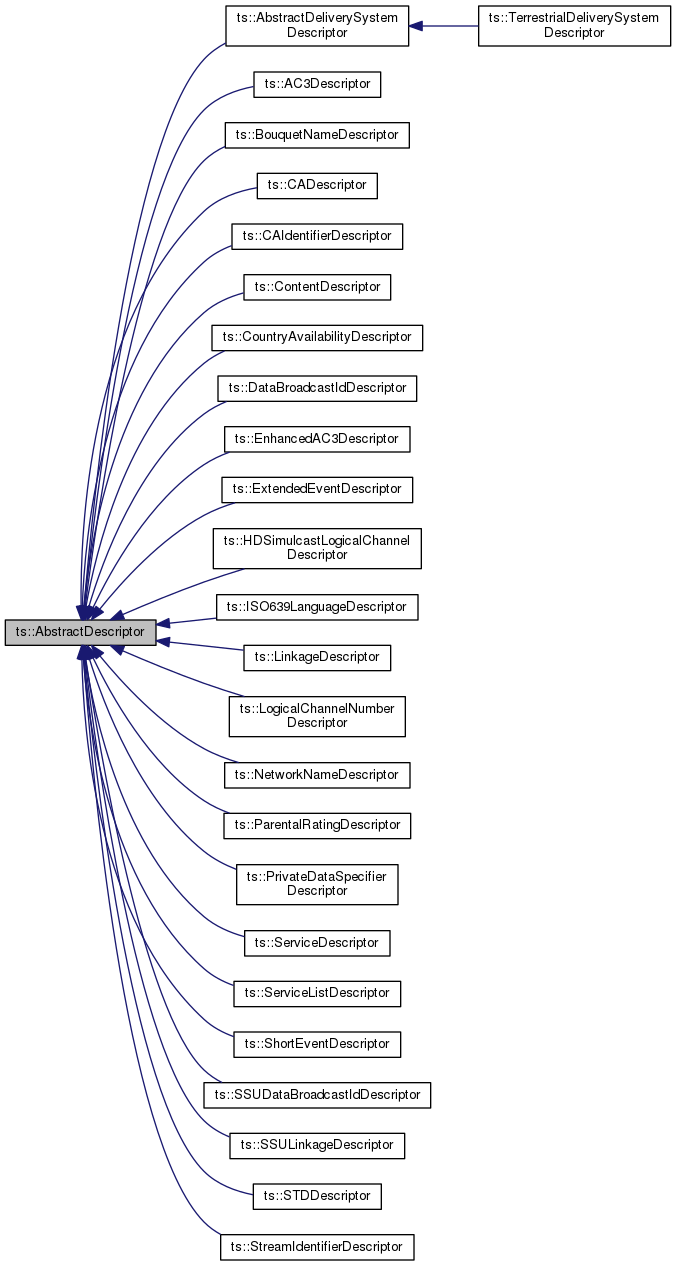 ts::AbstractDeliverySystem
Descriptor
ts::TerrestrialDeliverySystem
Descriptor
ts::AC3Descriptor
ts::BouquetNameDescriptor
ts::CADescriptor
ts::CAIdentifierDescriptor
ts::ContentDescriptor
ts::CountryAvailabilityDescriptor
ts::DataBroadcastIdDescriptor
ts::EnhancedAC3Descriptor
ts::ExtendedEventDescriptor
ts::HDSimulcastLogicalChannel
Descriptor
ts::ISO639LanguageDescriptor
ts::AbstractDescriptor
ts::LinkageDescriptor
ts::LogicalChannelNumber
Descriptor
ts::NetworkNameDescriptor
ts::ParentalRatingDescriptor
ts::PrivateDataSpecifier
Descriptor
ts::ServiceDescriptor
ts::ServiceListDescriptor
ts::ShortEventDescriptor
ts::SSUDataBroadcastIdDescriptor
ts::SSULinkageDescriptor
ts::STDDescriptor
ts::StreamIdentifierDescriptor